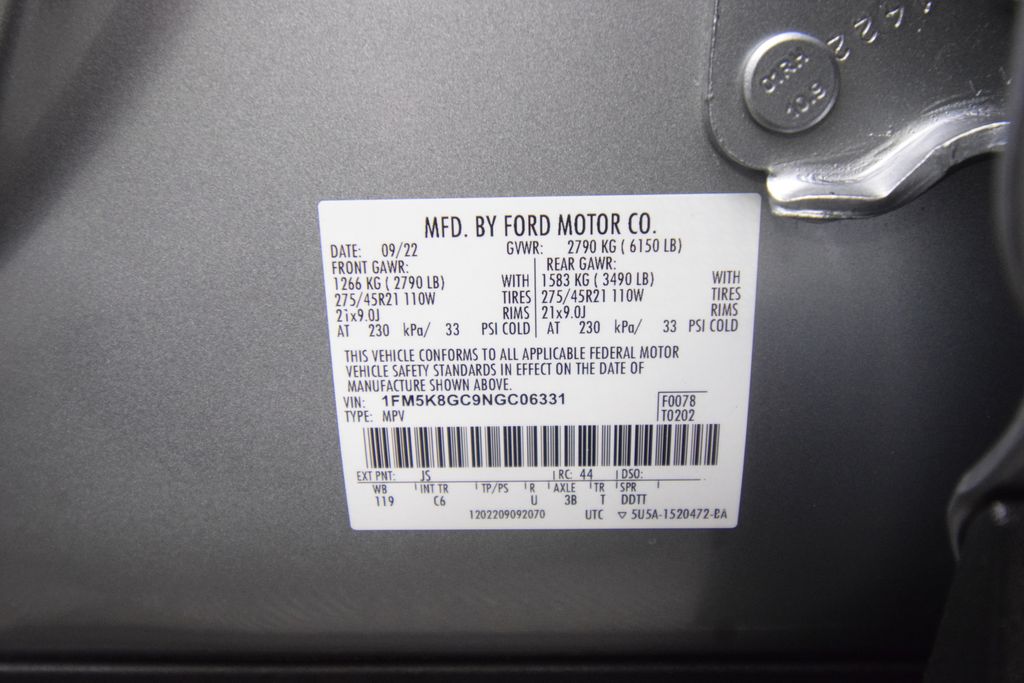 1422
01RH
10.9
MFD. BY FORD MOTOR CO.
DATE: 09/22 GVWR: 2790 KG ( 6150 LB)
FRONT GAWR: REAR GAWR:
1266 KG ( 2790 LB) WITH 1583 KG ( 3490 LB) WITH
275/45R21 110W TIRES 275/45R21 110W TIRES
21x9.0J RIMS 21x9.0J RIMS
AT 230 kPa/ 33 PSI COLD AT 230 kPa/ 33 PSI COLD
THIS VEHICLE CONFORMS TO ALL APPLICABLE FEDERAL MOTOR
VEHICLE SAFETY STANDARDS IN EFFECT ON THE DATE OF
MANUFACTURE SHOWN ABOVE.
VIN: 1FM5K8GC9NGC06331 F0078
TYPE: MPV T0202
EXT PNT: JS RC: 44 DSO:
WB INT TR TP/PS R AXLE TR SPR
119 C6 U 3B T DDTT
1202209092070 UTC ▽ 5U5A-1520472-BA